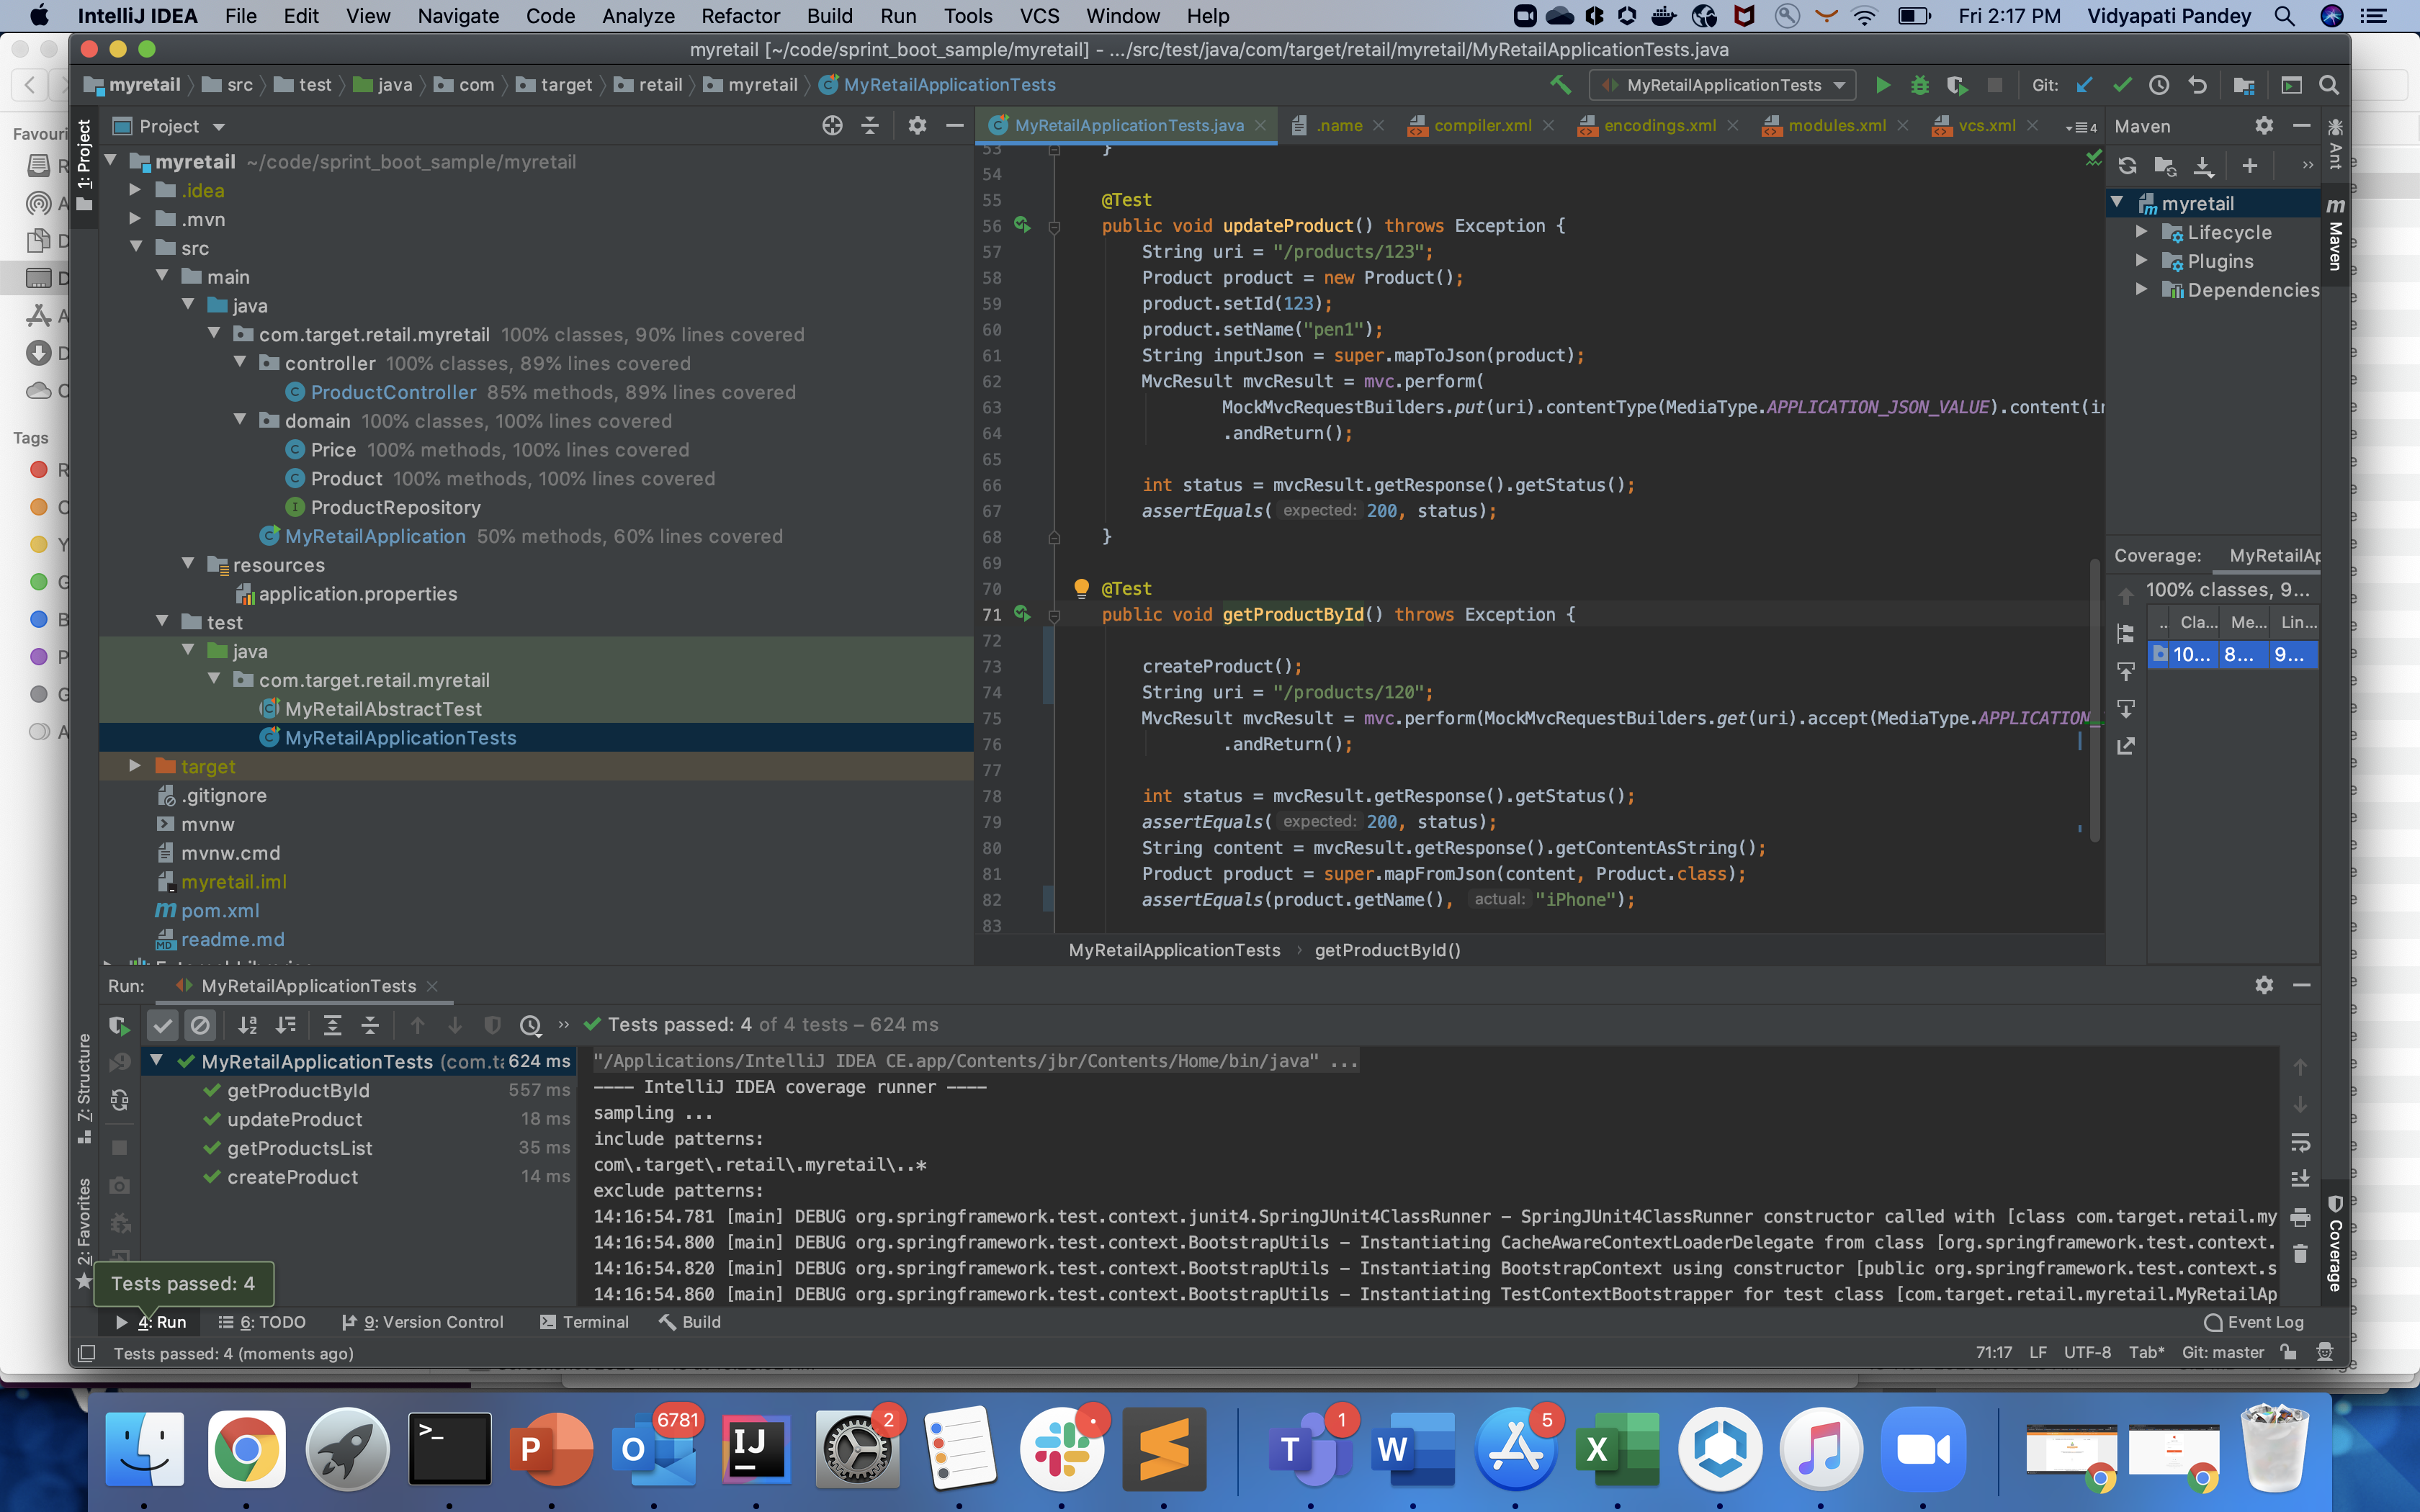 IntelliJ IDEA File Edit View Navigate Code Analyze Refactor Build Run Tools VCS Window Help Fri 2:17 PM Vidyapati Pandey
myretail [~/code/sprint_boot_sample/myretail] - .../src/test/java/com/target/retail/myretail/MyRetailApplicationTests.java
myretail src test java com target retail myretail MyRetailApplicationTests MyRetailApplicationTests Git:
Favouri
Tags
1: Project
Project
myretail ~/code/sprint_boot_sample/myretail
.idea
.mvn
src
main
java
com.target.retail.myretail 100% classes, 90% lines covered
controller 100% classes, 89% lines covered
ProductController 85% methods, 89% lines covered
domain 100% classes, 100% lines covered
Price 100% methods, 100% lines covered
Product 100% methods, 100% lines covered
ProductRepository
MyRetailApplication 50% methods, 60% lines covered
resources
application.properties
test
java
com.target.retail.myretail
MyRetailAbstractTest
MyRetailApplicationTests
target
.gitignore
mvnw
mvnw.cmd
myretail.iml
pom.xml
readme.md
MyRetailApplicationTests.java .name compiler.xml encodings.xml modules.xml vcs.xml 4
53 }
54
55 @Test
56 public void updateProduct() throws Exception {
57 String uri = "/products/123";
58 Product product = new Product();
59 product.setId(123);
60 product.setName("pen1");
61 String inputJson = super.mapToJson(product);
62 MvcResult mvcResult = mvc.perform(
63 MockMvcRequestBuilders.put(uri).contentType(MediaType.APPLICATION_JSON_VALUE).content(in
64 .andReturn();
65
66 int status = mvcResult.getResponse().getStatus();
67 assertEquals( expected: 200, status);
68 }
69
70 @Test
71 public void getProductById() throws Exception {
72
73 createProduct();
74 String uri = "/products/120";
75 MvcResult mvcResult = mvc.perform(MockMvcRequestBuilders.get(uri).accept(MediaType.APPLICATION_
76 .andReturn();
77
78 int status = mvcResult.getResponse().getStatus();
79 assertEquals( expected: 200, status);
80 String content = mvcResult.getResponse().getContentAsString();
81 Product product = super.mapFromJson(content, Product.class);
82 assertEquals(product.getName(), actual: "iPhone");
83
MyRetailApplicationTests › getProductById()
Maven
myretail
Lifecycle
Plugins
Dependencies
Coverage: MyRetailAp
100% classes, 9...
.. Cla... Me... Lin...
10... 8... 9...
Ant
Maven
Coverage
Run: MyRetailApplicationTests
Tests passed: 4 of 4 tests – 624 ms
MyRetailApplicationTests (com.ta 624 ms
getProductById 557 ms
updateProduct 18 ms
getProductsList 35 ms
createProduct 14 ms
"/Applications/IntelliJ IDEA CE.app/Contents/jbr/Contents/Home/bin/java" ...
---- IntelliJ IDEA coverage runner ----
sampling ...
include patterns:
com\.target\.retail\.myretail\..*
exclude patterns:
14:16:54.781 [main] DEBUG org.springframework.test.context.junit4.SpringJUnit4ClassRunner - SpringJUnit4ClassRunner constructor called with [class com.target.retail.my
14:16:54.800 [main] DEBUG org.springframework.test.context.BootstrapUtils - Instantiating CacheAwareContextLoaderDelegate from class [org.springframework.test.context.
14:16:54.820 [main] DEBUG org.springframework.test.context.BootstrapUtils - Instantiating BootstrapContext using constructor [public org.springframework.test.context.s
14:16:54.860 [main] DEBUG org.springframework.test.context.BootstrapUtils - Instantiating TestContextBootstrapper for test class [com.target.retail.myretail.MyRetailAp
Z: Structure
2: Favorites
Tests passed: 4
4: Run 6: TODO 9: Version Control Terminal Build Event Log
Tests passed: 4 (moments ago) 71:17 LF UTF-8 Tab* Git: master
6781 2 1 5
P O IJ T W X